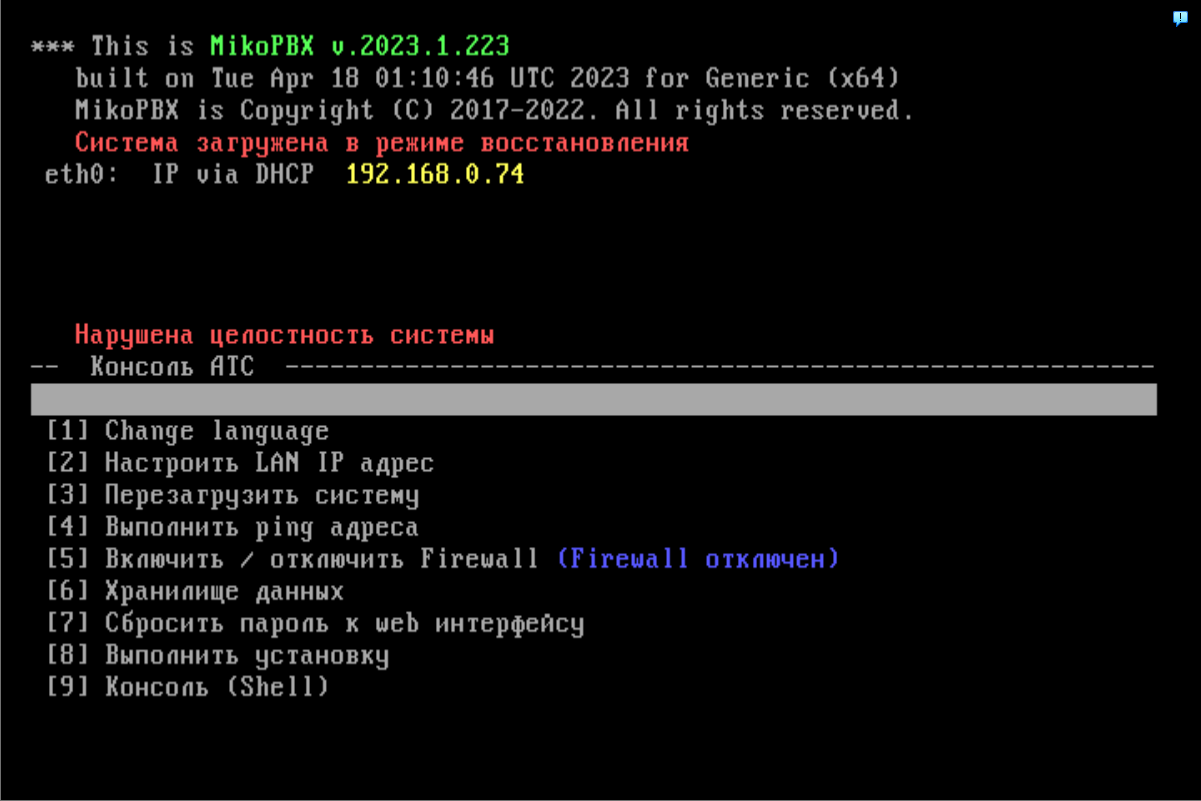 *** This is MikoPBX v.2023.1.223
built on Tue Apr 18 01:10:46 UTC 2023 for Generic (x64)
MikoPBX is Copyright (C) 2017-2022. All rights reserved.
Система загружена в режиме восстановления
eth0: IP via DHCP 192.168.0.74
Нарушена целостность системы
-- Консоль АТС ----------------------------------------------------------
[1] Change language
[2] Настроить LAN IP адрес
[3] Перезагрузить систему
[4] Выполнить ping адреса
[5] Включить / отключить Firewall (Firewall отключен)
[6] Хранилище данных
[7] Сбросить пароль к web интерфейсу
[8] Выполнить установку
[9] Консоль (Shell)